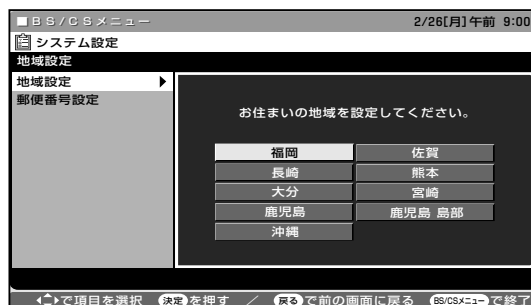 ■BS/CSメニュー 2/26[月]午前 9:00
システム設定
地域設定
地域設定
郵便番号設定
お住まいの地域を設定してください。
福岡 佐賀
長崎 熊本
大分 宮崎
鹿児島 鹿児島 島部
沖縄
で項目を選択 決定を押す ／ 戻るで前の画面に戻る BS/CSメニューで終了